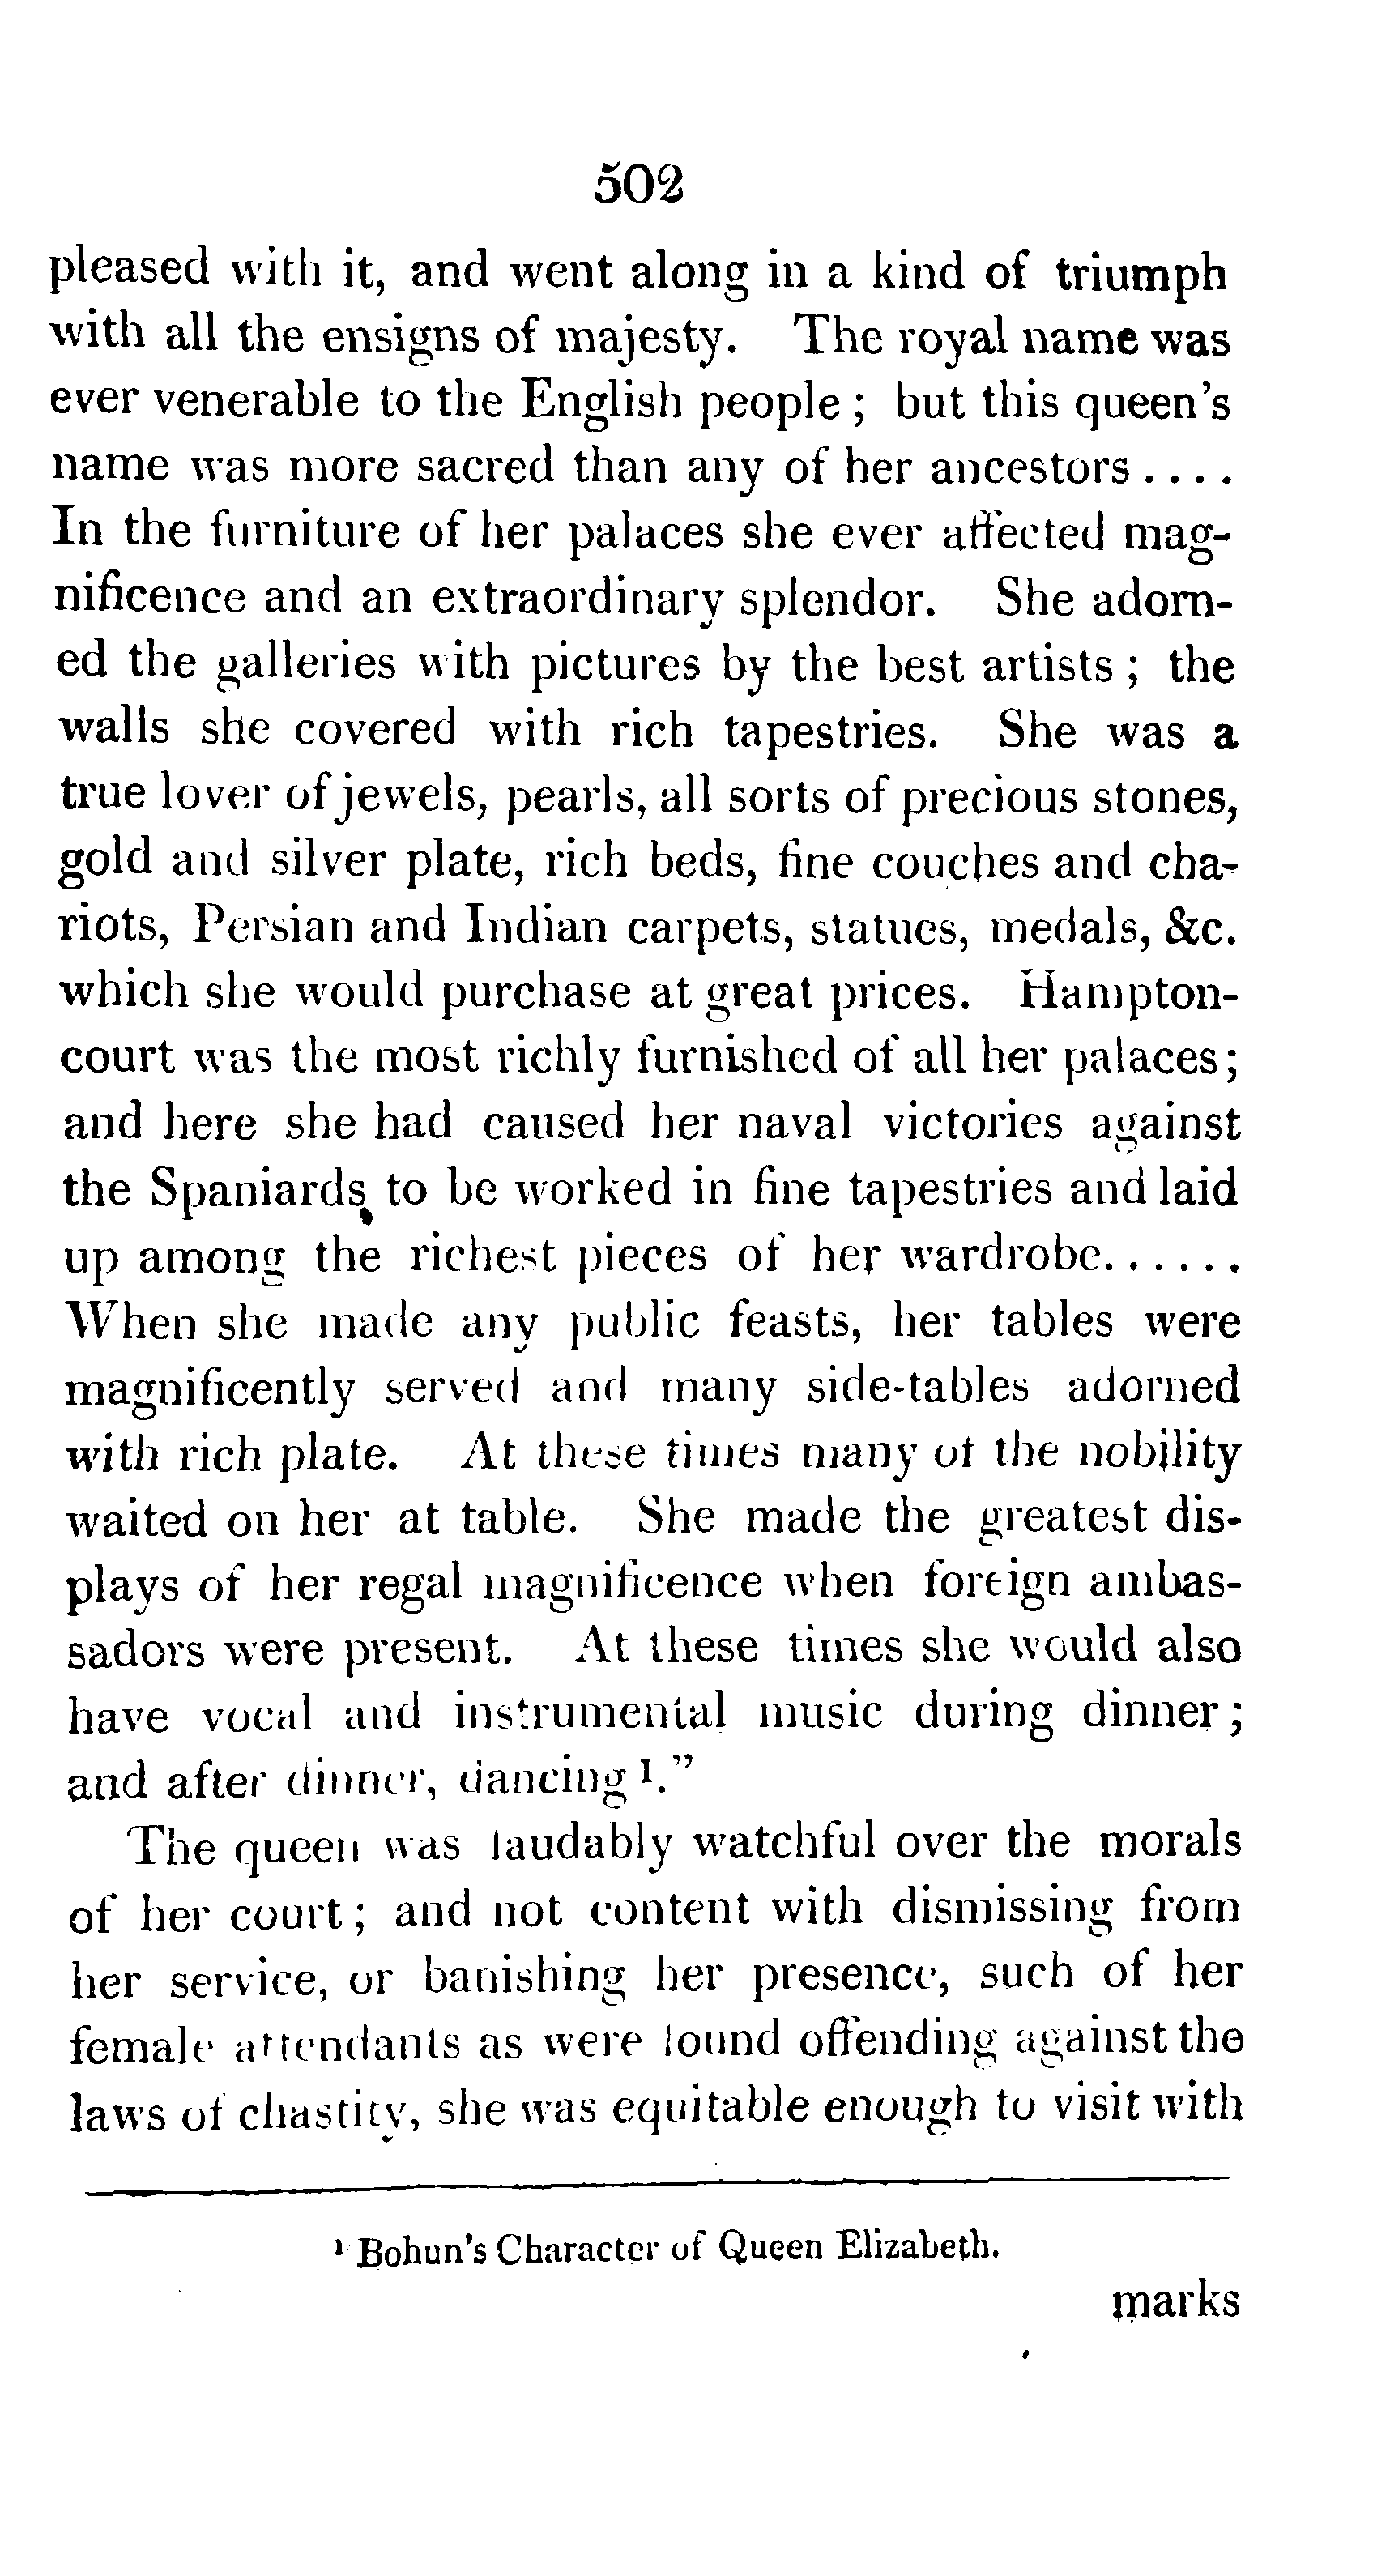 502
pleased with it, and went along in a kind of triumph
with all the ensigns of majesty. The royal name was
ever venerable to the English people; but this queen's
name was more sacred than any of her ancestors....
In the furniture of her palaces she ever affected mag-
nificence and an extraordinary splendor. She adorn-
ed the galleries with pictures by the best artists; the
walls she covered with rich tapestries. She was a
true lover of jewels, pearls, all sorts of precious stones,
gold and silver plate, rich beds, fine couches and cha-
riots, Persian and Indian carpets, statues, medals, &c.
which she would purchase at great prices. Hampton-
court was the most richly furnished of all her palaces;
and here she had caused her naval victories against
the Spaniards to be worked in fine tapestries and laid
up among the richest pieces of her wardrobe......
When she made any public feasts, her tables were
magnificently served and many side-tables adorned
with rich plate. At these times many of the nobility
waited on her at table. She made the greatest dis-
plays of her regal magnificence when foreign ambas-
sadors were present. At these times she would also
have vocal and instrumental music during dinner;
and after dinner, dancing ¹."
The queen was laudably watchful over the morals
of her court; and not content with dismissing from
her service, or banishing her presence, such of her
female attendants as were found offending against the
laws of chastity, she was equitable enough to visit with
¹ Bohun's Character of Queen Elizabeth.
marks